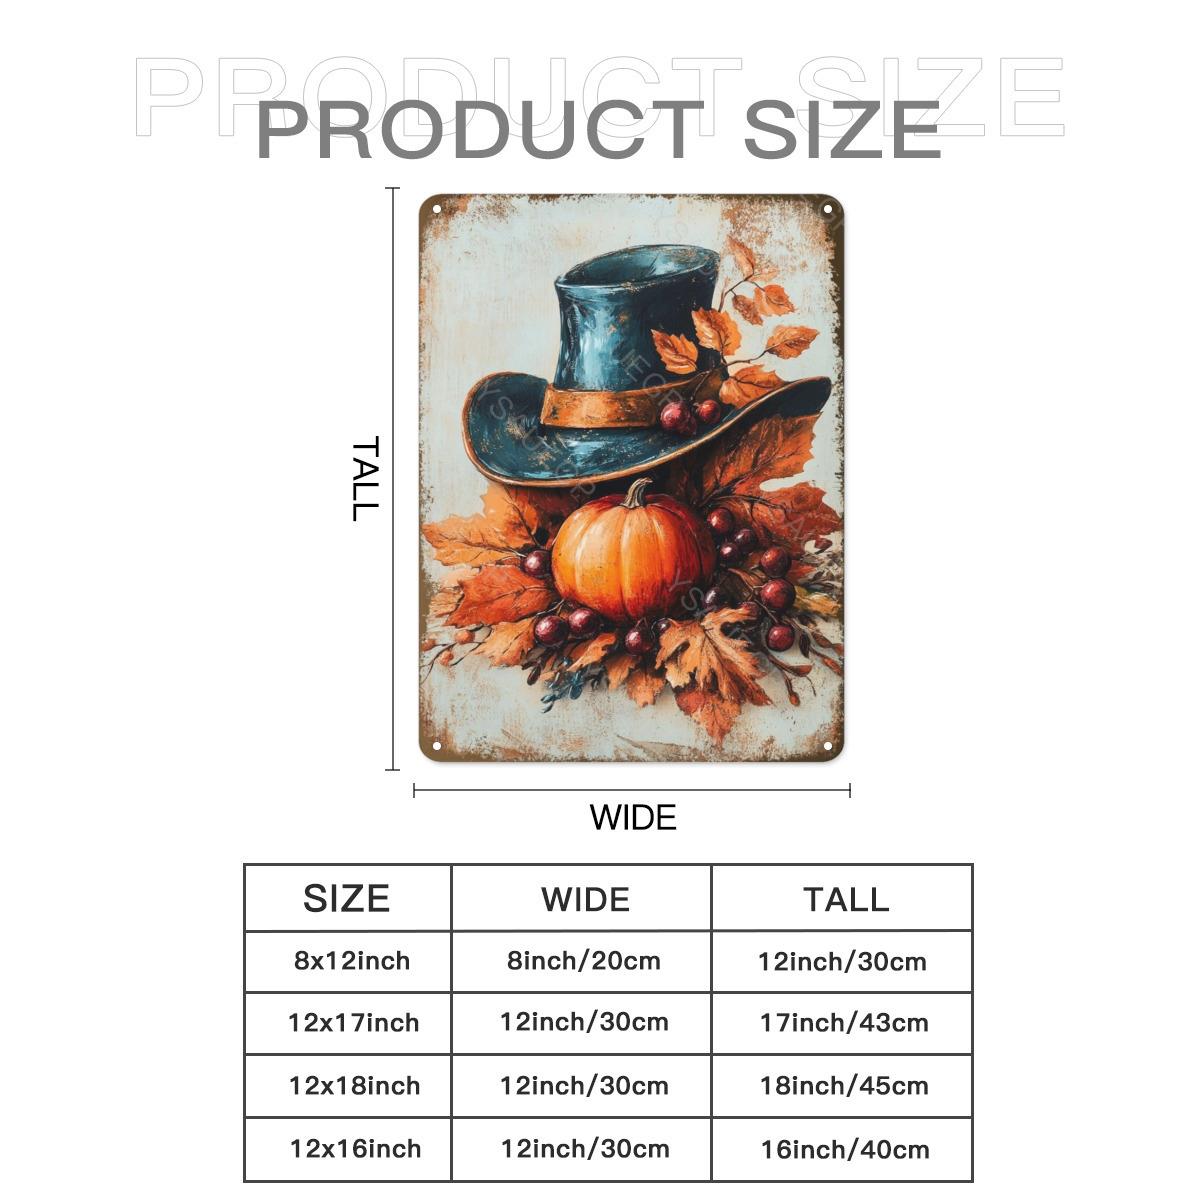 PRODUCT SIZE
PRODUCT SIZE
TALL
WIDE
SIZE WIDE TALL
8x12inch 8inch/20cm 12inch/30cm
12x17inch 12inch/30cm 17inch/43cm
12x18inch 12inch/30cm 18inch/45cm
12x16inch 12inch/30cm 16inch/40cm